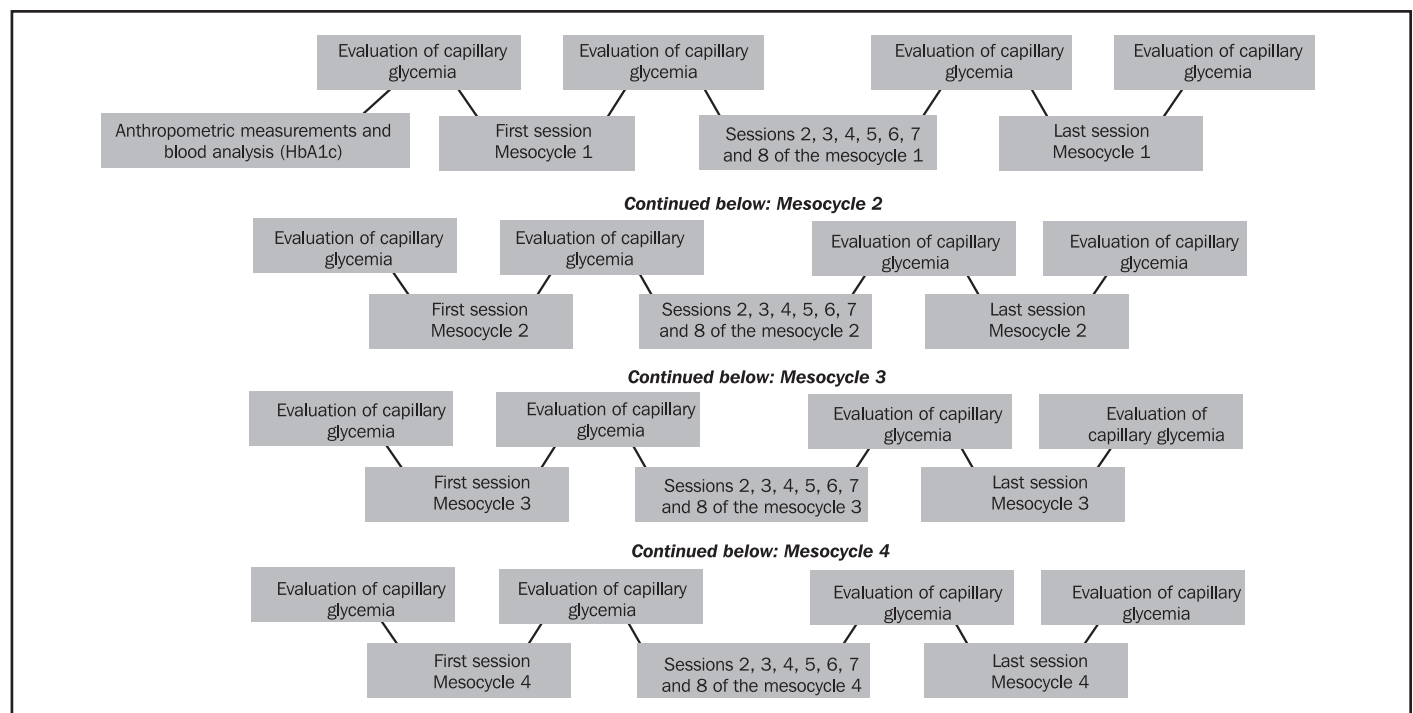 Evaluation of capillary
glycemia
Evaluation of capillary
glycemia
Evaluation of capillary
glycemia
Evaluation of capillary
glycemia
Anthropometric measurements and
blood analysis (HbA1c)
First session
Mesocycle 1
Sessions 2, 3, 4, 5, 6, 7
and 8 of the mesocycle 1
Last session
Mesocycle 1
Continued below: Mesocycle 2
Evaluation of capillary
glycemia
Evaluation of capillary
glycemia
Evaluation of capillary
glycemia
Evaluation of capillary
glycemia
First session
Mesocycle 2
Sessions 2, 3, 4, 5, 6, 7
and 8 of the mesocycle 2
Last session
Mesocycle 2
Continued below: Mesocycle 3
Evaluation of capillary
glycemia
Evaluation of capillary
glycemia
Evaluation of capillary
glycemia
Evaluation of
capillary glycemia
First session
Mesocycle 3
Sessions 2, 3, 4, 5, 6, 7
and 8 of the mesocycle 3
Last session
Mesocycle 3
Continued below: Mesocycle 4
Evaluation of capillary
glycemia
Evaluation of capillary
glycemia
Evaluation of capillary
glycemia
Evaluation of capillary
glycemia
First session
Mesocycle 4
Sessions 2, 3, 4, 5, 6, 7
and 8 of the mesocycle 4
Last session
Mesocycle 4